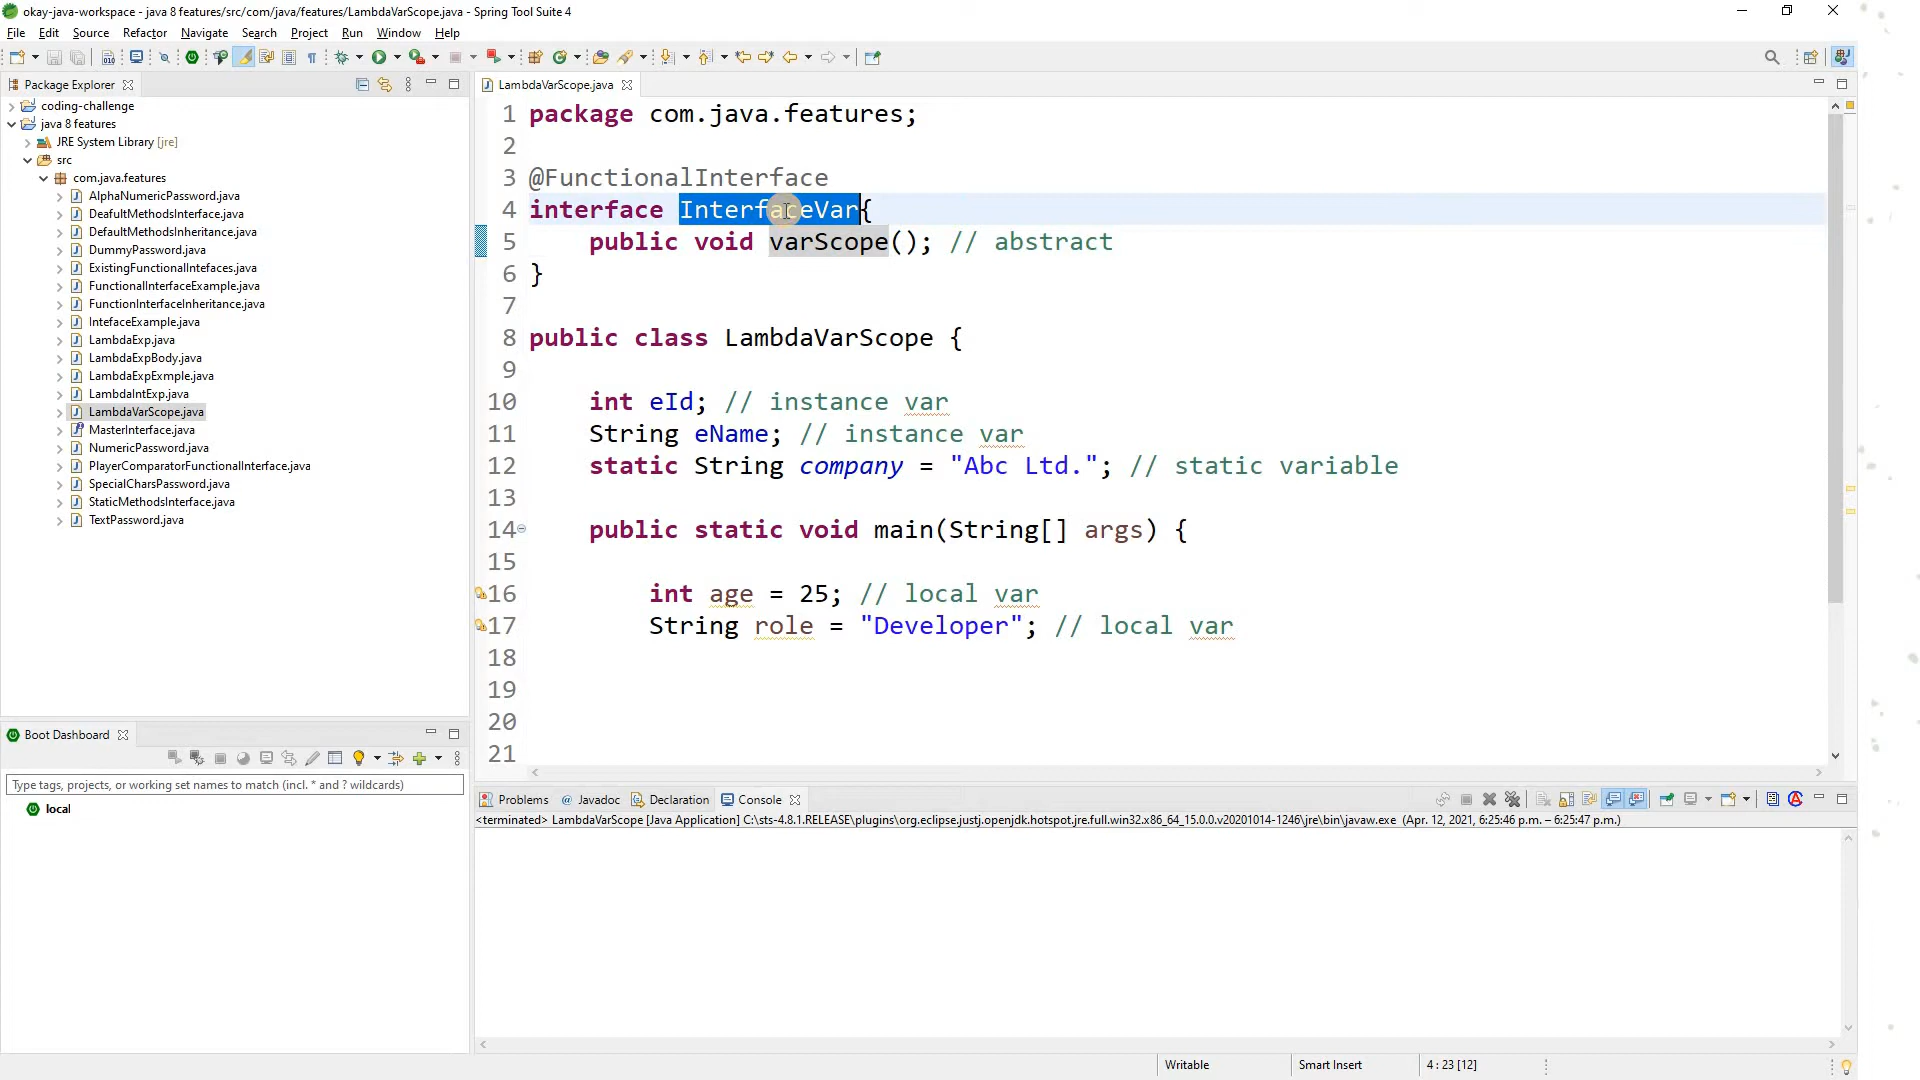 okay-java-workspace - java 8 features/src/com/java/features/LambdaVarScope.java - Spring Tool Suite 4
File Edit Source Refactor Navigate Search Project Run Window Help
Package Explorer
coding-challenge
java 8 features
JRE System Library [jre]
src
com.java.features
AlphaNumericPassword.java
DeafultMethodsInterface.java
DefaultMethodsInheritance.java
DummyPassword.java
ExistingFunctionalIntefaces.java
FunctionalInterfaceExample.java
FunctionInterfaceInheritance.java
IntefaceExample.java
LambdaExp.java
LambdaExpBody.java
LambdaExpExmple.java
LambdaIntExp.java
LambdaVarScope.java
MasterInterface.java
NumericPassword.java
PlayerComparatorFunctionalInterface.java
SpecialCharsPassword.java
StaticMethodsInterface.java
TextPassword.java
Boot Dashboard
Type tags, projects, or working set names to match (incl. * and ? wildcards)
local
LambdaVarScope.java
1 package com.java.features;
2
3 @FunctionalInterface
4 interface InterfaceVar{
5 public void varScope(); // abstract
6 }
7
8 public class LambdaVarScope {
9
10 int eId; // instance var
11 String eName; // instance var
12 static String company = "Abc Ltd."; // static variable
13
14 public static void main(String[] args) {
15
16 int age = 25; // local var
17 String role = "Developer"; // local var
18
19
20
21
Problems Javadoc Declaration Console
<terminated> LambdaVarScope [Java Application] C:\sts-4.8.1.RELEASE\plugins\org.eclipse.justj.openjdk.hotspot.jre.full.win32.x86_64_15.0.0.v20201014-1246\jre\bin\javaw.exe (Apr. 12, 2021, 6:25:46 p.m. – 6:25:47 p.m.)
Writable Smart Insert 4 : 23 [12]